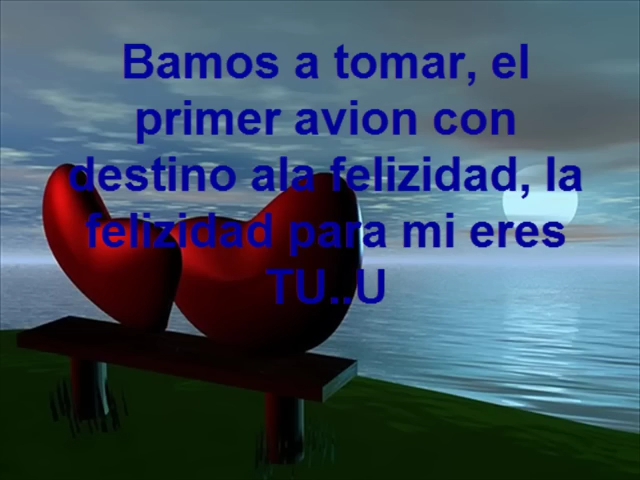 Bamos a tomar, el
primer avion con
destino ala felizidad, la
felizidad para mi eres
TU..U